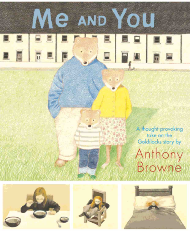 Me AND You
A thought-provoking
take on the
Goldilocks story by
Anthony
Browne